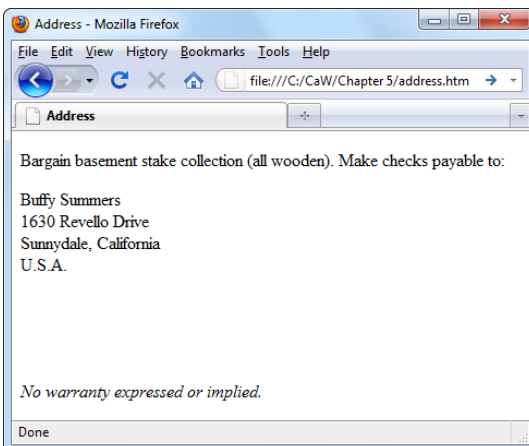 Address - Mozilla Firefox
File Edit View History Bookmarks Tools Help
file:///C:/CaW/Chapter 5/address.htm
Address
Bargain basement stake collection (all wooden). Make checks payable to:
Buffy Summers
1630 Revello Drive
Sunnydale, California
U.S.A.
No warranty expressed or implied.
Done